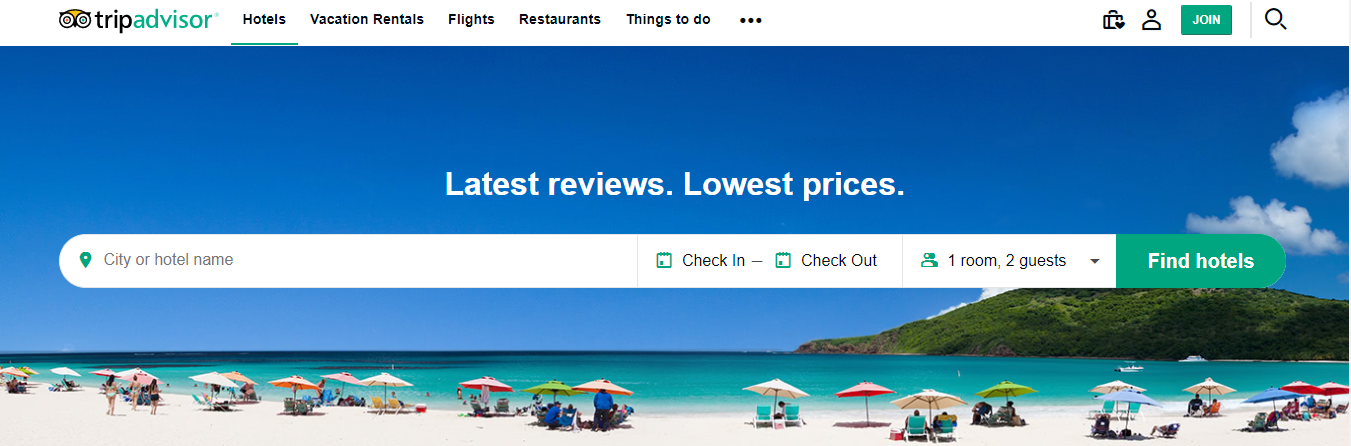 tripadvisor®
Hotels Vacation Rentals Flights Restaurants Things to do ••• JOIN
Latest reviews. Lowest prices.
City or hotel name Check In — Check Out 1 room, 2 guests Find hotels